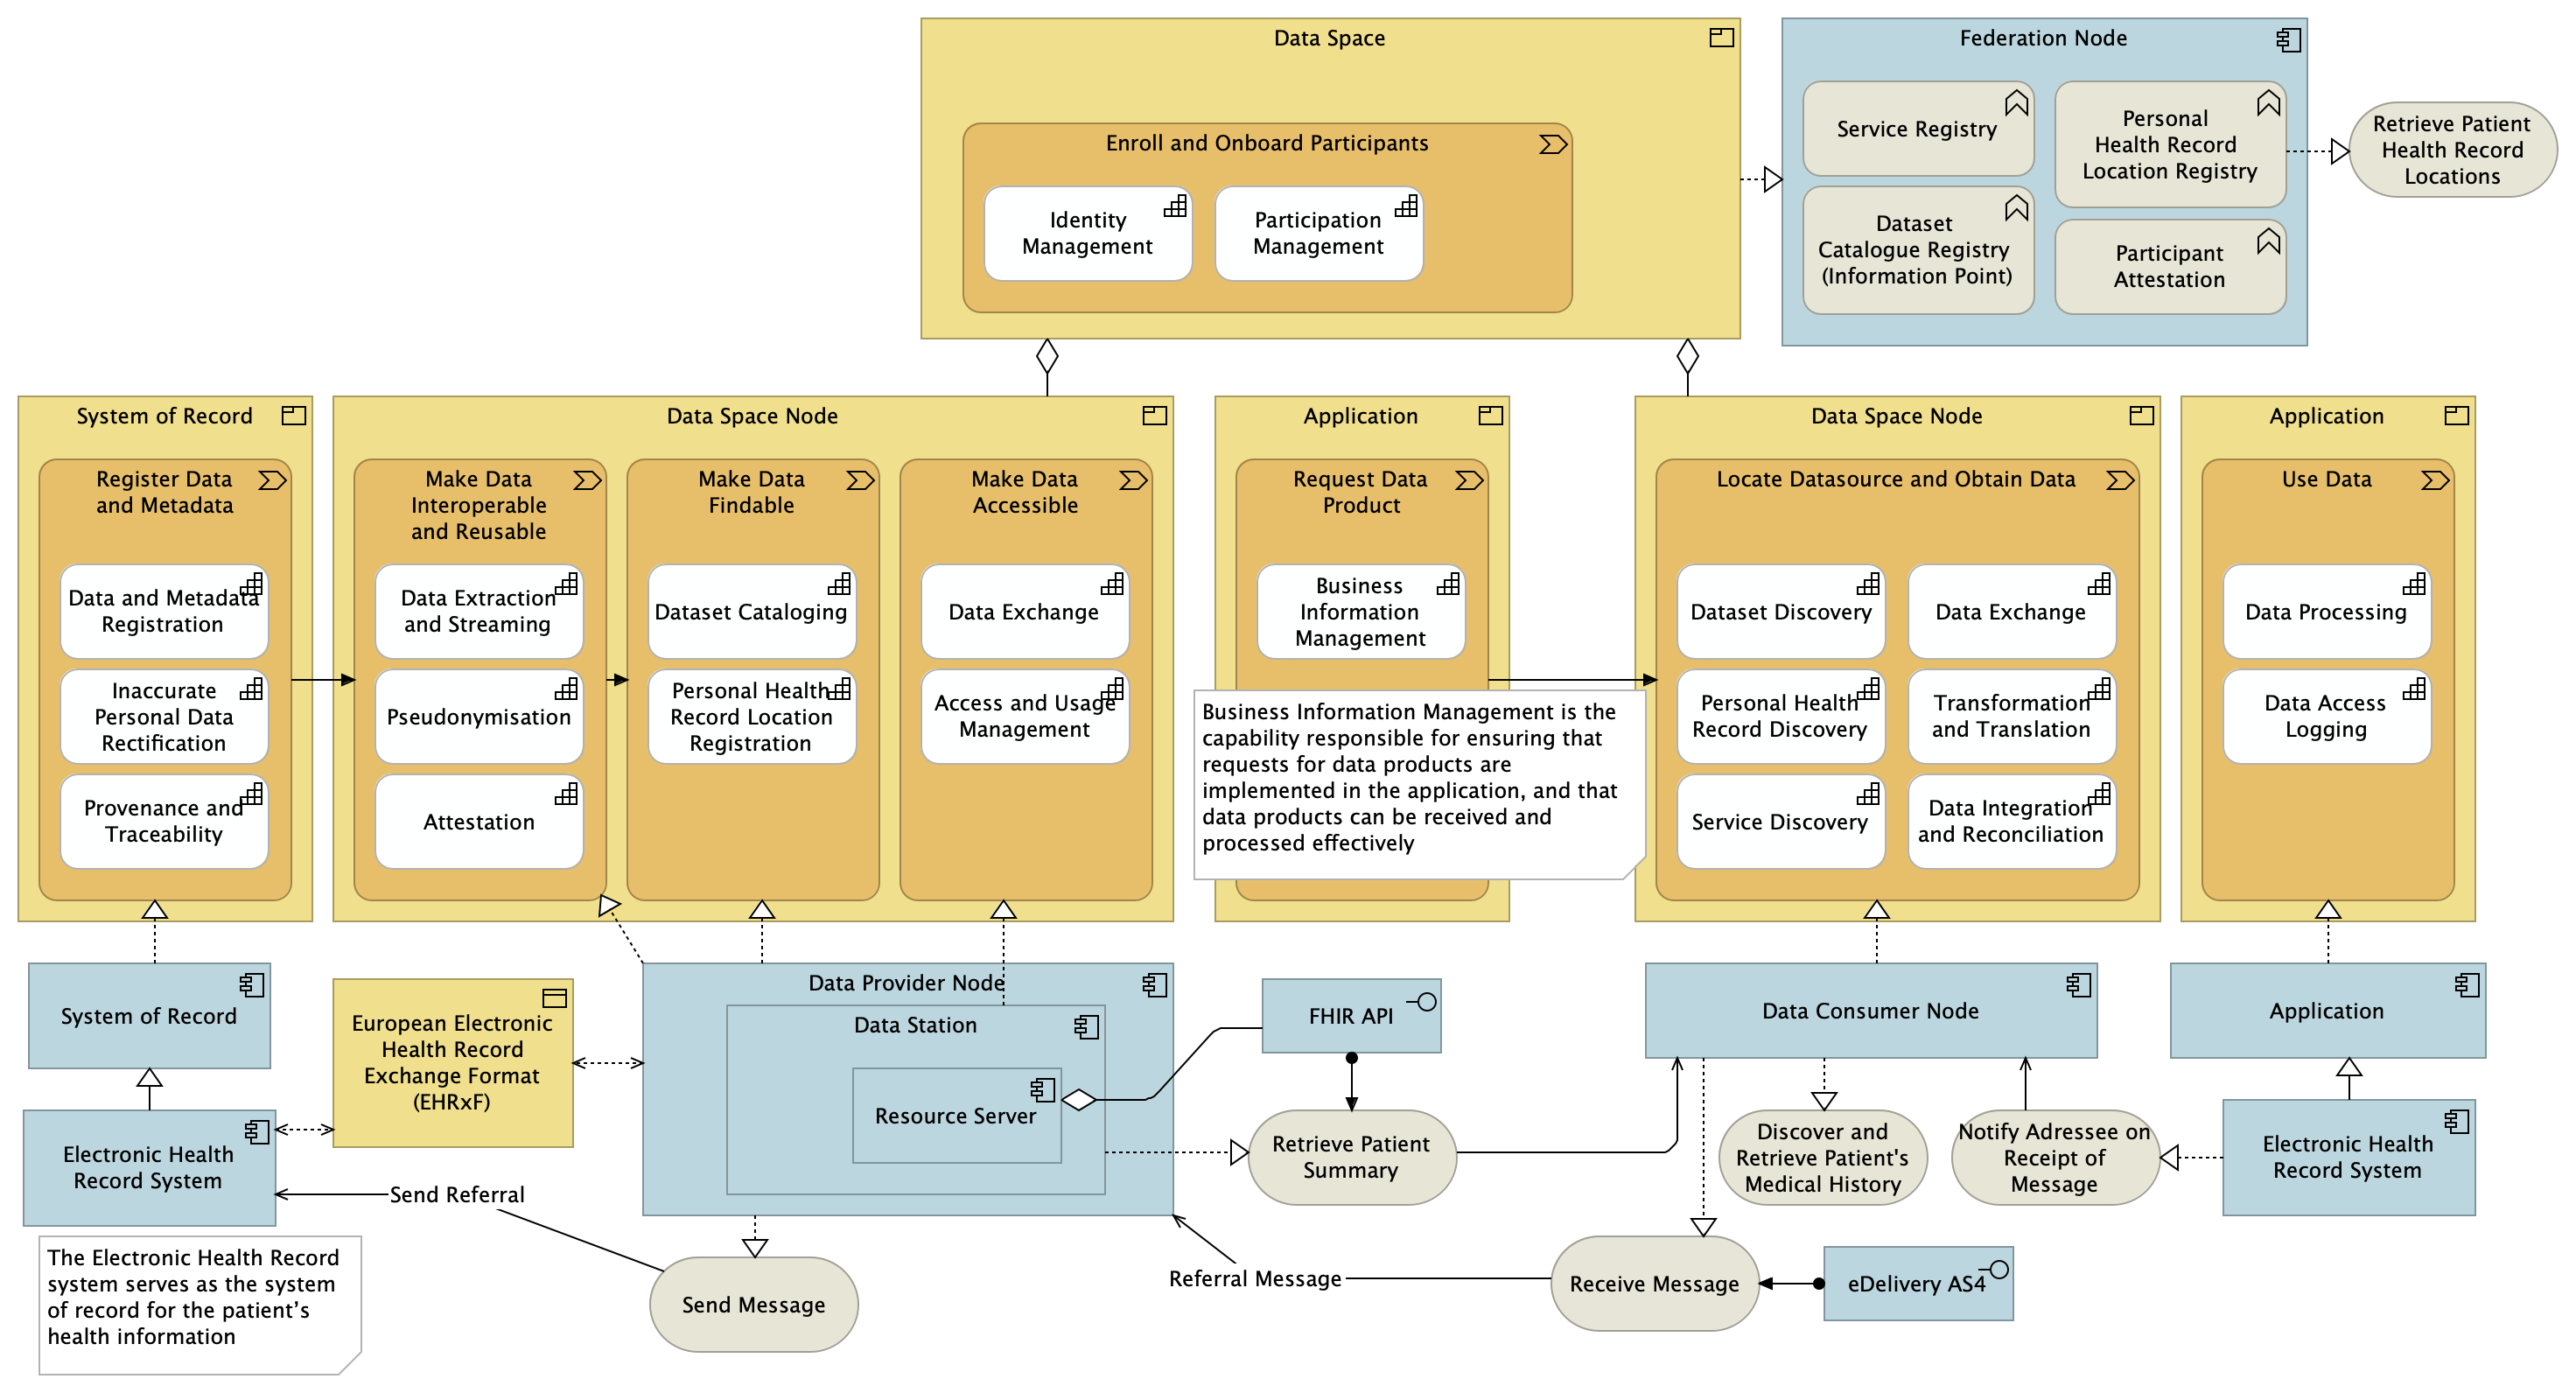 Data Space
Enroll and Onboard Participants
Identity
Management
Participation
Management
Federation Node
Service Registry
Personal
Health Record
Location Registry
Dataset
Catalogue Registry
(Information Point)
Participant
Attestation
Retrieve Patient
Health Record
Locations
System of Record
Register Data
and Metadata
Data and Metadata
Registration
Inaccurate
Personal Data
Rectification
Provenance and
Traceability
Data Space Node
Make Data
Interoperable
and Reusable
Data Extraction
and Streaming
Pseudonymisation
Attestation
Make Data
Findable
Dataset Cataloging
Personal Health
Record Location
Registration
Make Data
Accessible
Data Exchange
Access and Usage
Management
Application
Request Data
Product
Business
Information
Management
Business Information Management is the
capability responsible for ensuring that
requests for data products are
implemented in the application, and that
data products can be received and
processed effectively
Data Space Node
Locate Datasource and Obtain Data
Dataset Discovery
Data Exchange
Personal Health
Record Discovery
Transformation
and Translation
Service Discovery
Data Integration
and Reconciliation
Application
Use Data
Data Processing
Data Access
Logging
System of Record
European Electronic
Health Record
Exchange Format
(EHRxF)
Electronic Health
Record System
Data Provider Node
Data Station
Resource Server
FHIR API
Retrieve Patient
Summary
Data Consumer Node
Discover and
Retrieve Patient's
Medical History
Notify Adressee on
Receipt of
Message
Application
Electronic Health
Record System
Send Referral
The Electronic Health Record
system serves as the system
of record for the patient’s
health information
Send Message
Referral Message
Receive Message
eDelivery AS4